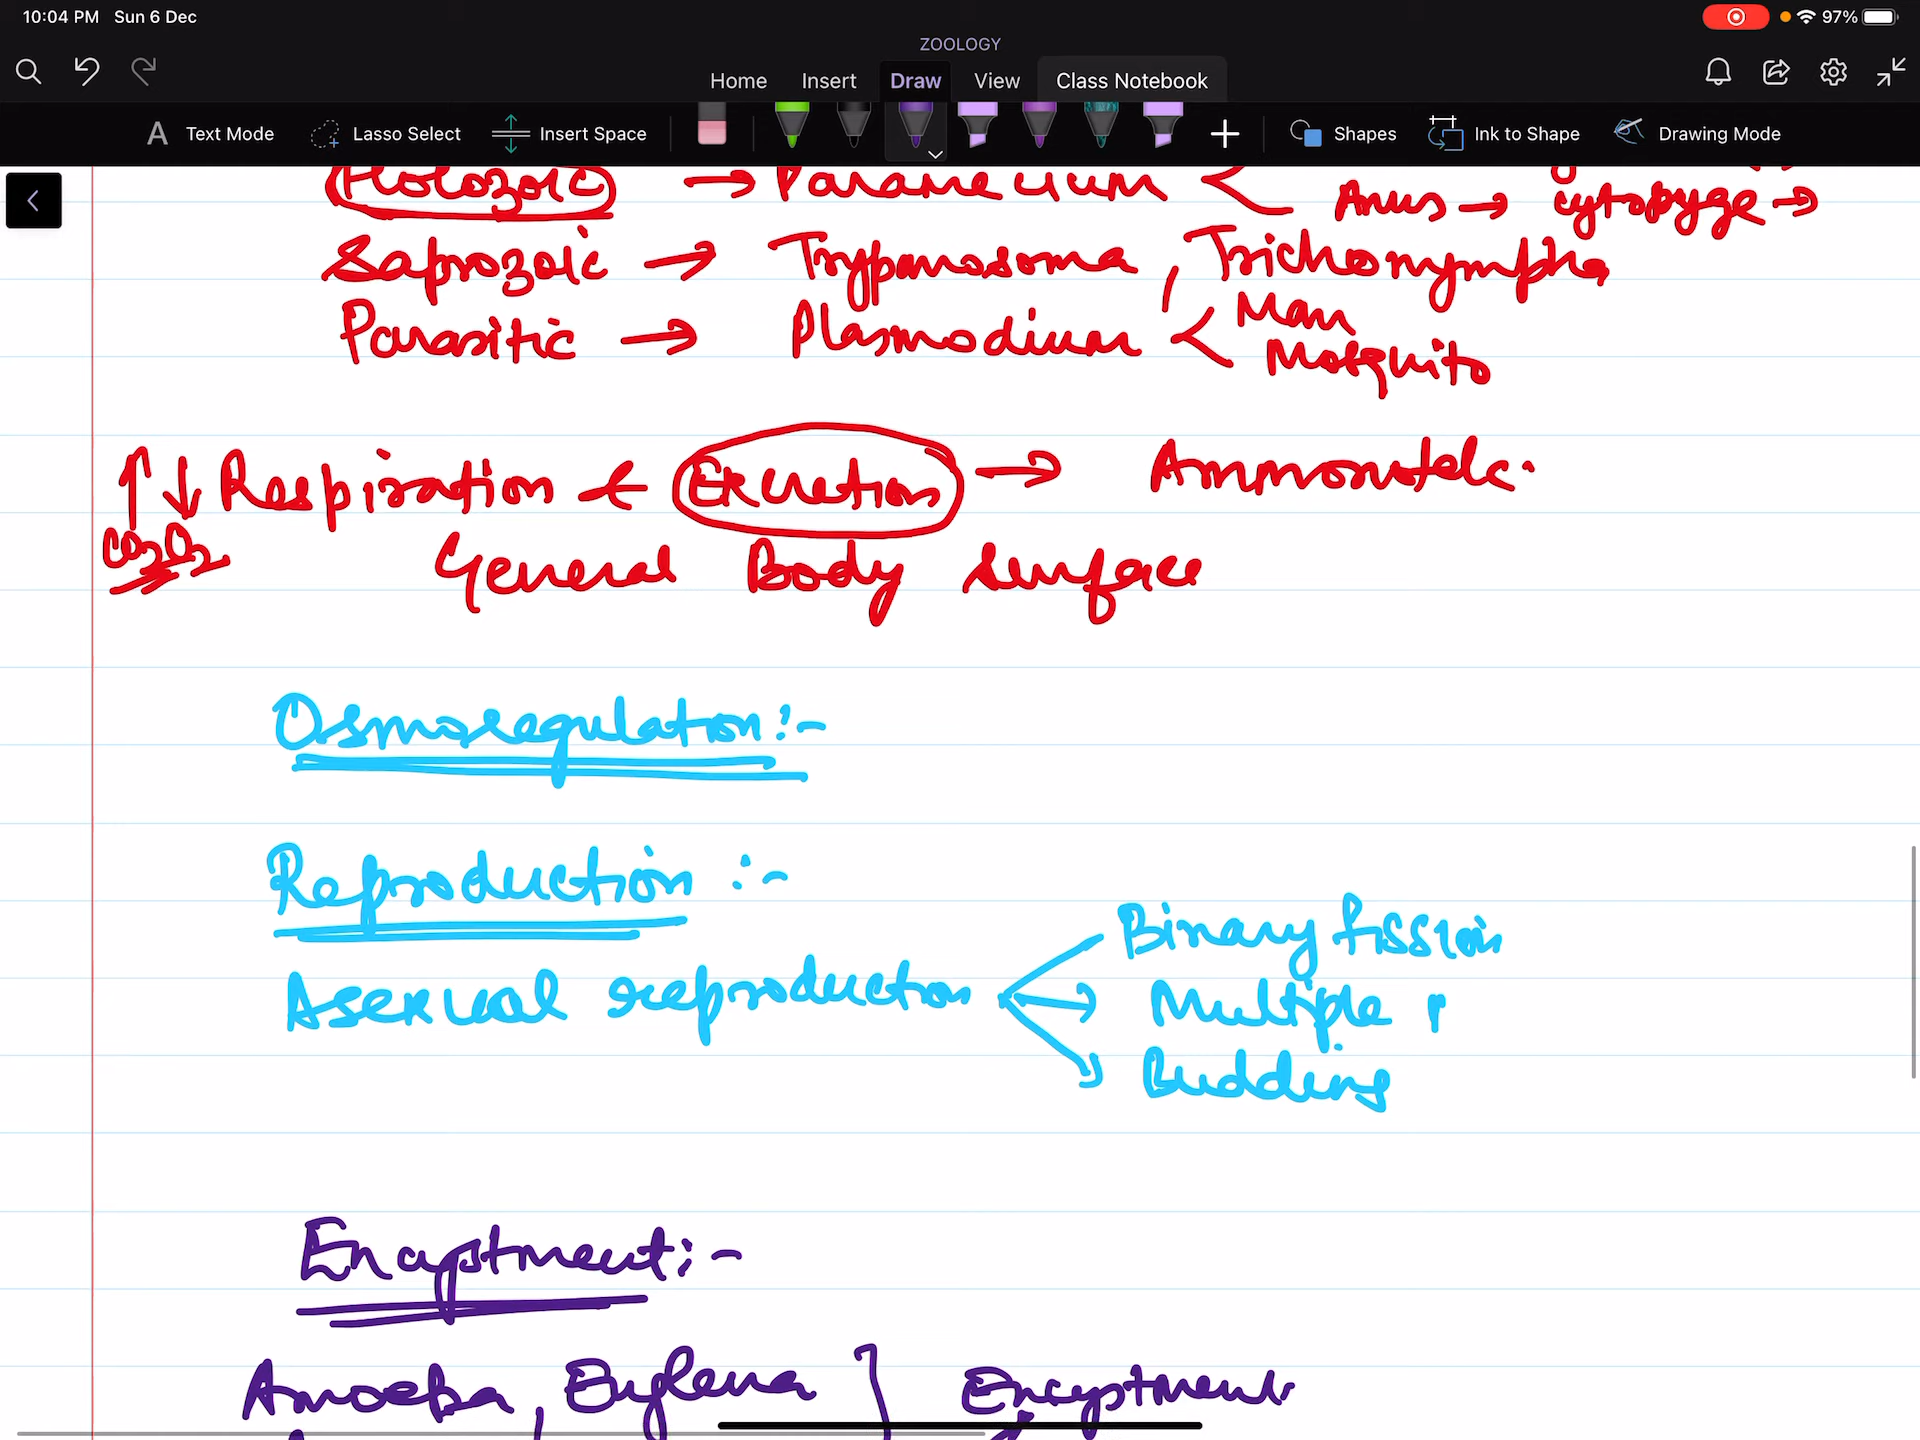 10:04 PM Sun 6 Dec 97%
ZOOLOGY
Home Insert Draw View Class Notebook
Text Mode Lasso Select Insert Space Shapes Ink to Shape Drawing Mode
Holozoic → Paramecium <
Anus → cytopyge →
Saprozoic → Trypanosoma , Trichonympha,
Parasitic → Plasmodium < Man
Mosquito
↑ ↓ Respiration & Excretion → Ammonotelic
CO2 O2 General Body surface
Osmoregulation :-
Reproduction :-
Binary fission
Asexual reproduction → Multiple
→ Budding
Encystment :-
Amoeba, Euglena } Encystment